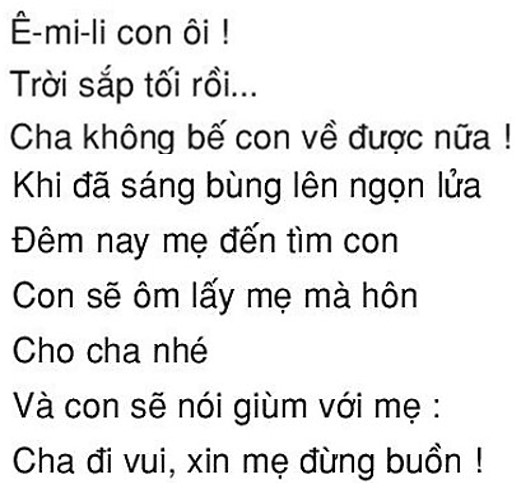 Ê-mi-li con ôi !
Trời sắp tối rồi...
Cha không bế con về được nữa !
Khi đã sáng bùng lên ngọn lửa
Đêm nay mẹ đến tìm con
Con sẽ ôm lấy mẹ mà hôn
Cho cha nhé
Và con sẽ nói giùm với mẹ :
Cha đi vui, xin mẹ đừng buồn !